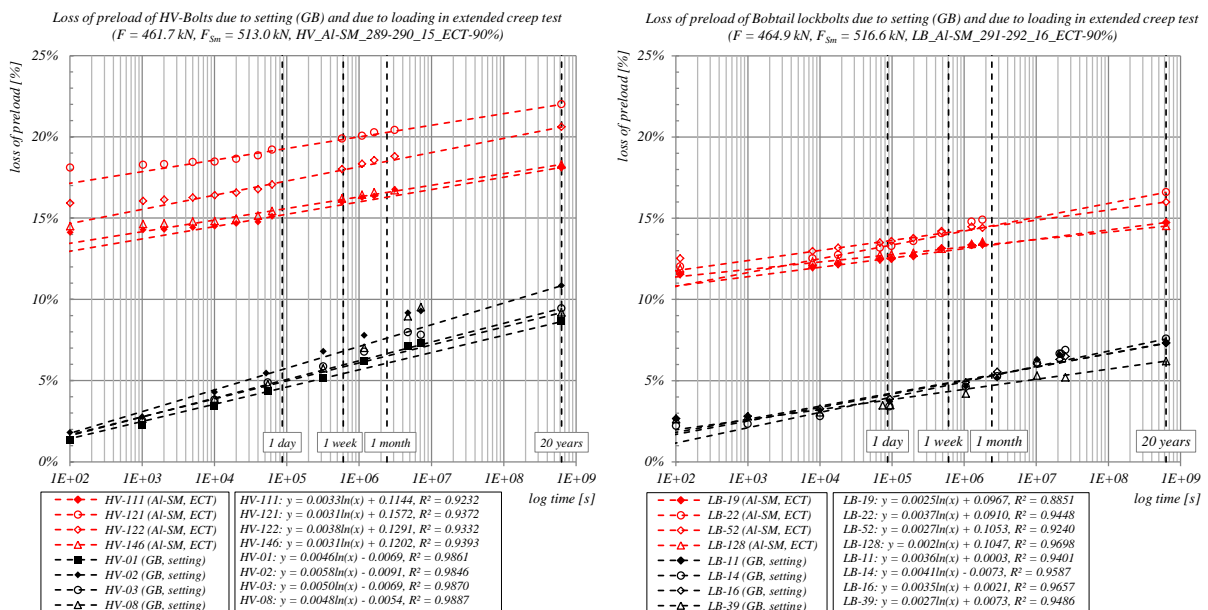 Loss of preload of HV-Bolts due to setting (GB) and due to loading in extended creep test
(F = 461.7 kN, FSm = 513.0 kN, HV_Al-SM_289-290_15_ECT-90%)
loss of preload [%]
25%
20%
15%
10%
5%
0%
1 day
1 week
1 month
20 years
1E+02 1E+03 1E+04 1E+05 1E+06 1E+07 1E+08 1E+09
log time [s]
HV-111 (Al-SM, ECT)
HV-121 (Al-SM, ECT)
HV-122 (Al-SM, ECT)
HV-146 (Al-SM, ECT)
HV-01 (GB, setting)
HV-02 (GB, setting)
HV-03 (GB, setting)
HV-08 (GB, setting)
HV-111: y = 0.0033ln(x) + 0.1144, R² = 0.9232
HV-121: y = 0.0031ln(x) + 0.1572, R² = 0.9372
HV-122: y = 0.0038ln(x) + 0.1291, R² = 0.9332
HV-146: y = 0.0031ln(x) + 0.1202, R² = 0.9393
HV-01: y = 0.0046ln(x) - 0.0069, R² = 0.9861
HV-02: y = 0.0058ln(x) - 0.0091, R² = 0.9846
HV-03: y = 0.0050ln(x) - 0.0069, R² = 0.9870
HV-08: y = 0.0048ln(x) - 0.0054, R² = 0.9887
Loss of preload of Bobtail lockbolts due to setting (GB) and due to loading in extended creep test
(F = 464.9 kN, FSm = 516.6 kN, LB_Al-SM_291-292_16_ECT-90%)
loss of preload [%]
25%
20%
15%
10%
5%
0%
1 day
1 week
1 month
20 years
1E+02 1E+03 1E+04 1E+05 1E+06 1E+07 1E+08 1E+09
log time [s]
LB-19 (Al-SM, ECT)
LB-22 (Al-SM, ECT)
LB-52 (Al-SM, ECT)
LB-128 (Al-SM, ECT)
LB-11 (GB, setting)
LB-14 (GB, setting)
LB-16 (GB, setting)
LB-39 (GB, setting)
LB-19: y = 0.0025ln(x) + 0.0967, R² = 0.8851
LB-22: y = 0.0037ln(x) + 0.0910, R² = 0.9448
LB-52: y = 0.0027ln(x) + 0.1053, R² = 0.9240
LB-128: y = 0.002ln(x) + 0.1047, R² = 0.9698
LB-11: y = 0.0036ln(x) + 0.0003, R² = 0.9401
LB-14: y = 0.0041ln(x) - 0.0073, R² = 0.9587
LB-16: y = 0.0035ln(x) + 0.0021, R² = 0.9657
LB-39: y = 0.0027ln(x) + 0.0073, R² = 0.9486